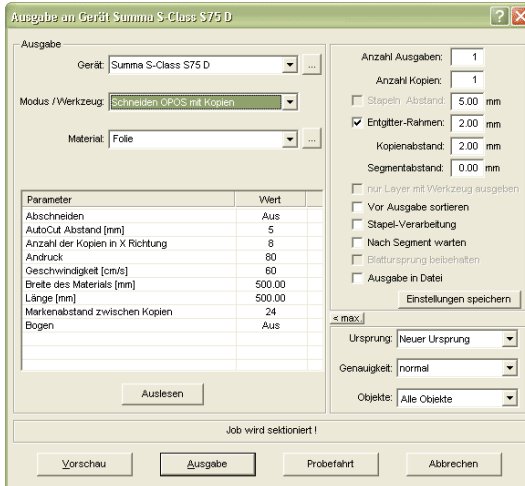 Ausgabe an Gerät Summa S-Class S75 D
Ausgabe
Gerät: Summa S-Class S75 D ...
Modus / Werkzeug: Schneiden OPOS mit Kopien
Material: Folie ...
Parameter Wert
Abschneiden Aus
AutoCut Abstand [mm] 5
Anzahl der Kopien in X Richtung 8
Andruck 80
Geschwindigkeit [cm/s] 60
Breite des Materials [mm] 500.00
Länge [mm] 500.00
Markenabstand zwischen Kopien 24
Bogen Aus
Auslesen
Anzahl Ausgaben: 1
Anzahl Kopien: 1
Stapeln Abstand: 5.00 mm
Entgitter-Rahmen: 2.00 mm
Kopienabstand: 2.00 mm
Segmentabstand: 0.00 mm
nur Layer mit Werkzeug ausgeben
Vor Ausgabe sortieren
Stapel-Verarbeitung
Nach Segment warten
Blattursprung beibehalten
Ausgabe in Datei
Einstellungen speichern
< max.
Ursprung: Neuer Ursprung
Genauigkeit: normal
Objekte: Alle Objekte
Job wird sektioniert !
Vorschau Ausgabe Probefahrt Abbrechen